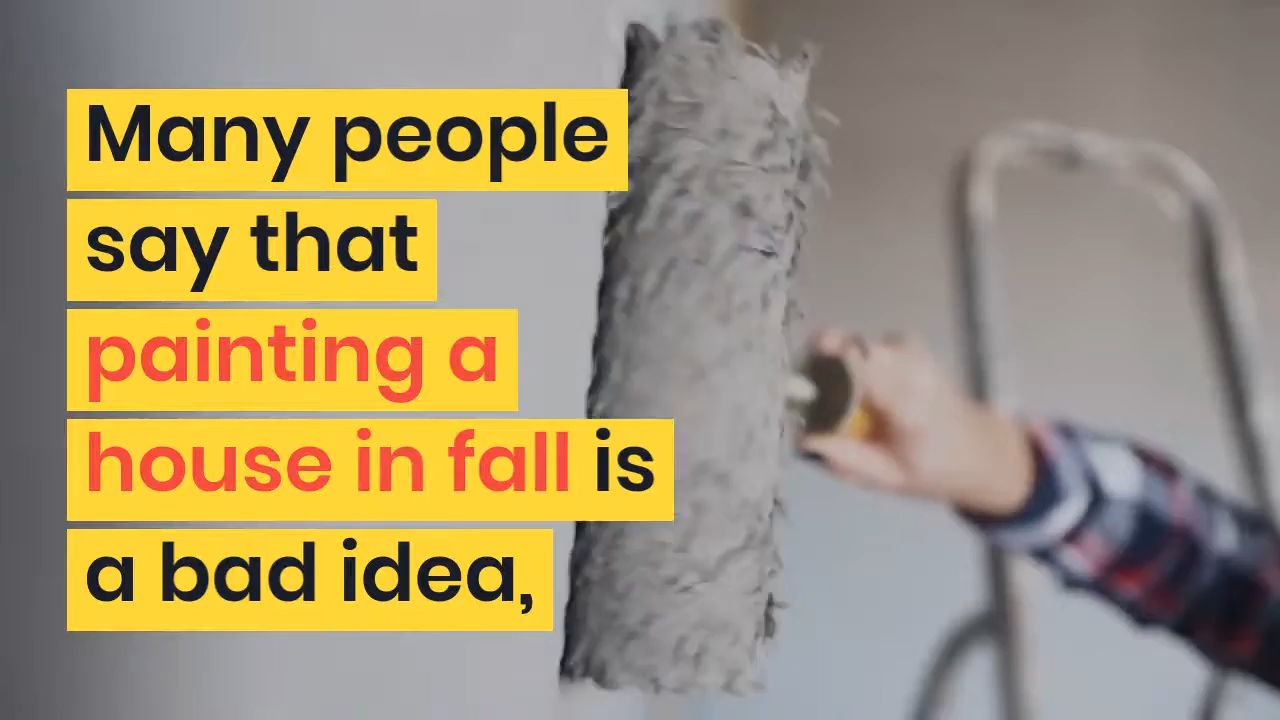 Many people
say that
painting a
house in fall is
a bad idea,